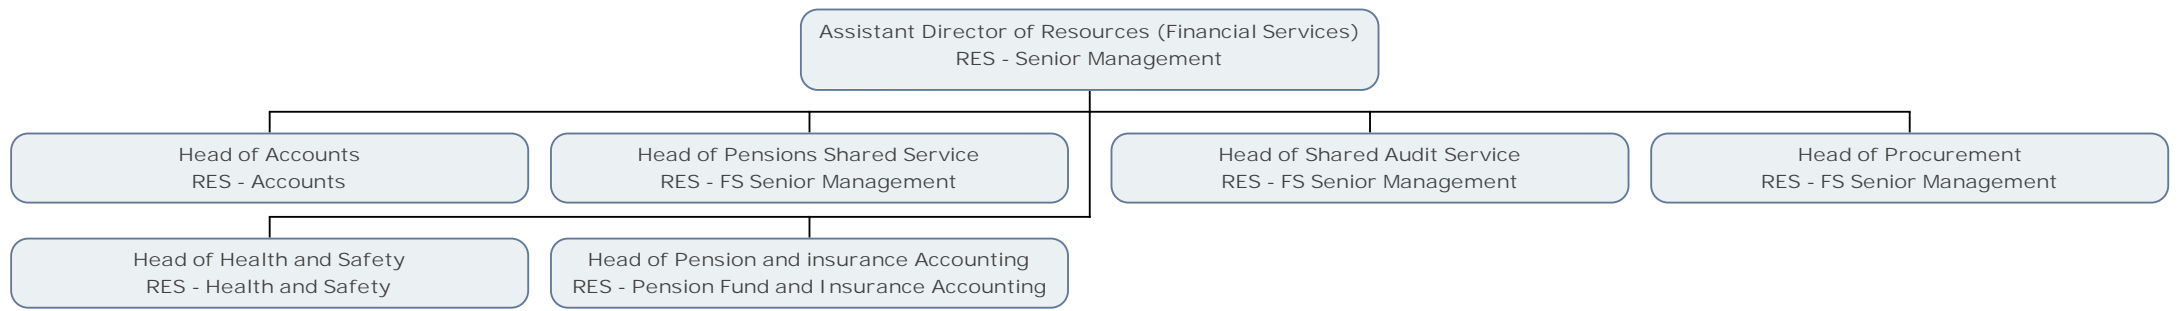 Assistant Director of Resources (Financial Services)
RES - Senior Management
Head of Accounts
RES - Accounts
Head of Pensions Shared Service
RES - FS Senior Management
Head of Shared Audit Service
RES - FS Senior Management
Head of Procurement
RES - FS Senior Management
Head of Health and Safety
RES - Health and Safety
Head of Pension and insurance Accounting
RES - Pension Fund and Insurance Accounting